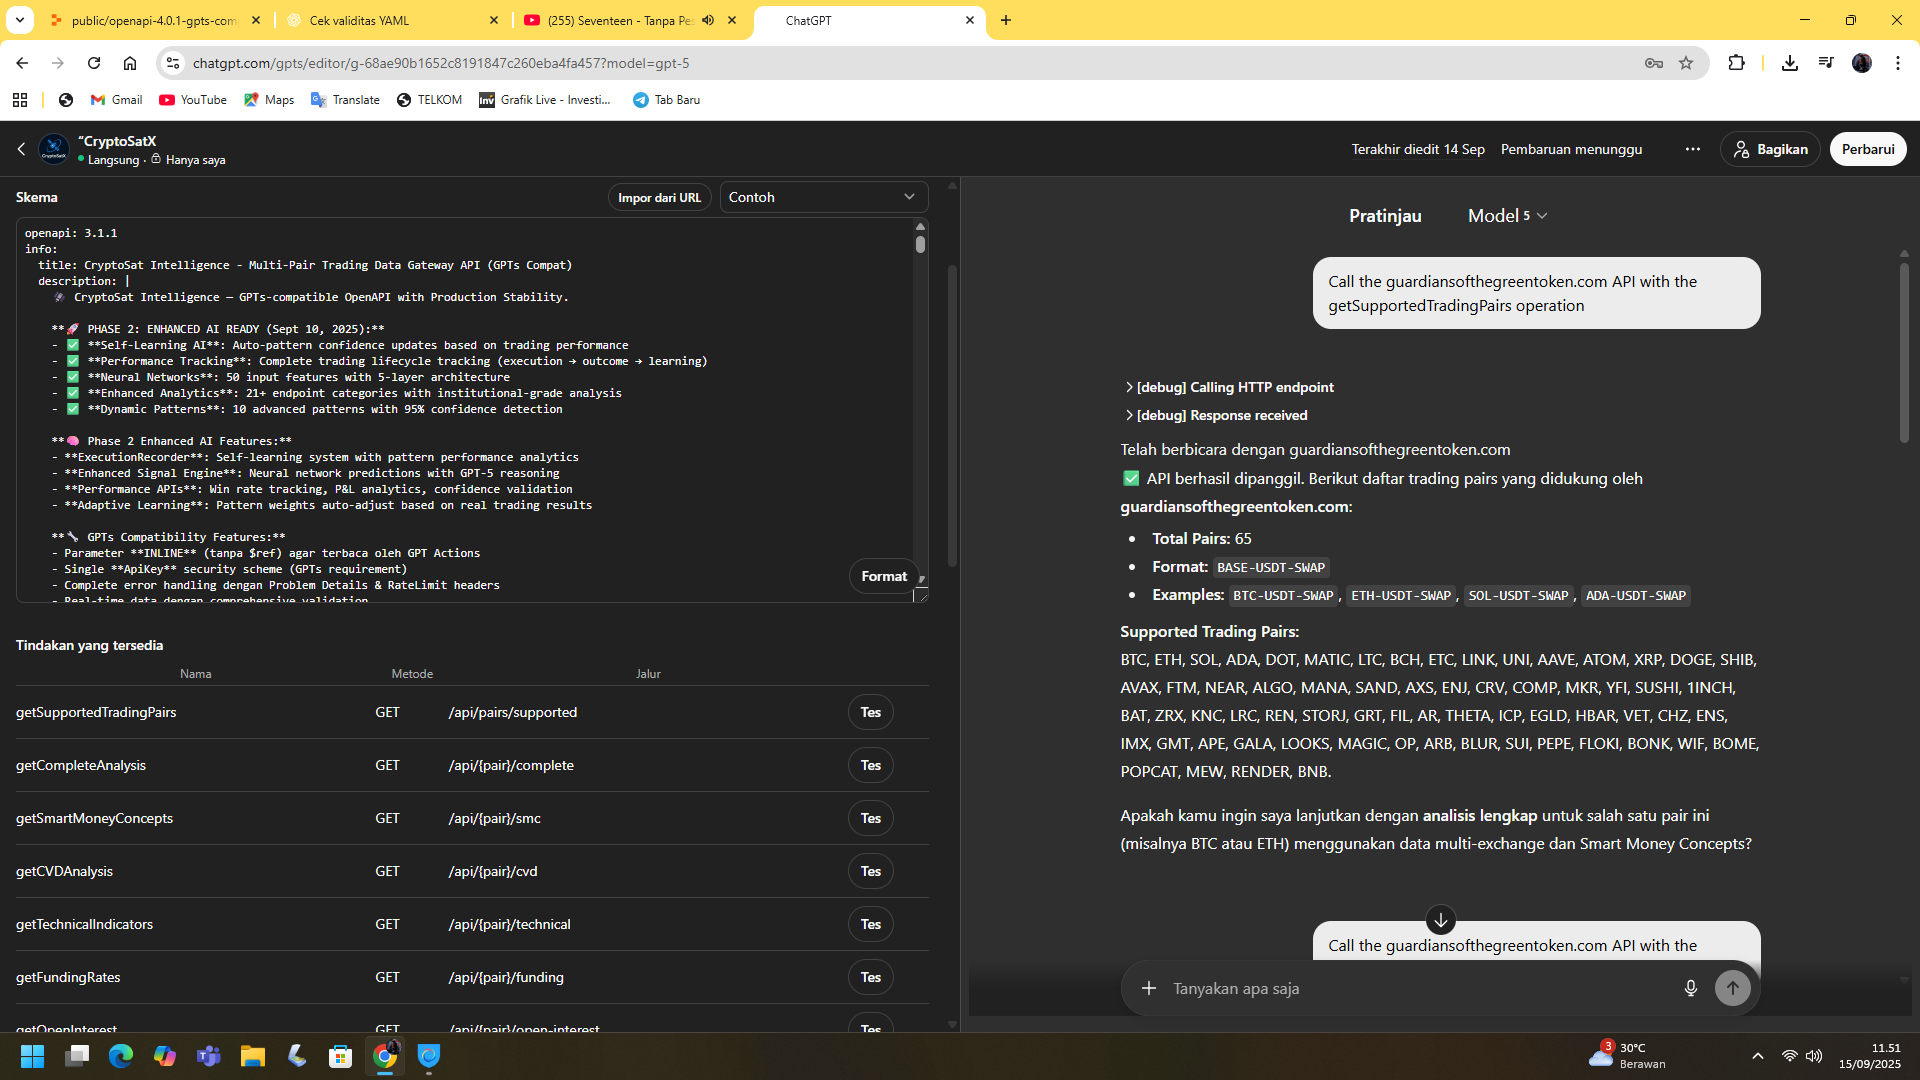 public/openapi-4.0.1-gpts-com
Cek validitas YAML
(255) Seventeen - Tanpa Pes
ChatGPT
chatgpt.com/gpts/editor/g-68ae90b1652c8191847c260eba4fa457?model=gpt-5
Gmail
YouTube
Maps
Translate
TELKOM
Inv
Grafik Live - Investi...
Tab Baru
“CryptoSatX
Langsung · Hanya saya
Terakhir diedit 14 Sep
Pembaruan menunggu
Bagikan
Perbarui
Skema
Impor dari URL
Contoh
openapi: 3.1.1
info:
title: CryptoSat Intelligence - Multi-Pair Trading Data Gateway API (GPTs Compat)
description: |
CryptoSat Intelligence — GPTs-compatible OpenAPI with Production Stability.
**🚀 PHASE 2: ENHANCED AI READY (Sept 10, 2025):**
- ✅ **Self-Learning AI**: Auto-pattern confidence updates based on trading performance
- ✅ **Performance Tracking**: Complete trading lifecycle tracking (execution → outcome → learning)
- ✅ **Neural Networks**: 50 input features with 5-layer architecture
- ✅ **Enhanced Analytics**: 21+ endpoint categories with institutional-grade analysis
- ✅ **Dynamic Patterns**: 10 advanced patterns with 95% confidence detection
**🧠 Phase 2 Enhanced AI Features:**
- **ExecutionRecorder**: Self-learning system with pattern performance analytics
- **Enhanced Signal Engine**: Neural network predictions with GPT-5 reasoning
- **Performance APIs**: Win rate tracking, P&L analytics, confidence validation
- **Adaptive Learning**: Pattern weights auto-adjust based on real trading results
**🔧 GPTs Compatibility Features:**
- Parameter **INLINE** (tanpa $ref) agar terbaca oleh GPT Actions
- Single **ApiKey** security scheme (GPTs requirement)
- Complete error handling dengan Problem Details & RateLimit headers
- Real-time data dengan comprehensive validation
Format
Tindakan yang tersedia
Nama Metode Jalur
getSupportedTradingPairs GET /api/pairs/supported Tes
getCompleteAnalysis GET /api/{pair}/complete Tes
getSmartMoneyConcepts GET /api/{pair}/smc Tes
getCVDAnalysis GET /api/{pair}/cvd Tes
getTechnicalIndicators GET /api/{pair}/technical Tes
getFundingRates GET /api/{pair}/funding Tes
getOpenInterest GET /api/{pair}/open-interest Tes
Pratinjau
Model 5
Call the guardiansofthegreentoken.com API with the
getSupportedTradingPairs operation
[debug] Calling HTTP endpoint
[debug] Response received
Telah berbicara dengan guardiansofthegreentoken.com
✅ API berhasil dipanggil. Berikut daftar trading pairs yang didukung oleh
guardiansofthegreentoken.com:
• Total Pairs: 65
• Format: BASE-USDT-SWAP
• Examples: BTC-USDT-SWAP, ETH-USDT-SWAP, SOL-USDT-SWAP, ADA-USDT-SWAP
Supported Trading Pairs:
BTC, ETH, SOL, ADA, DOT, MATIC, LTC, BCH, ETC, LINK, UNI, AAVE, ATOM, XRP, DOGE, SHIB,
AVAX, FTM, NEAR, ALGO, MANA, SAND, AXS, ENJ, CRV, COMP, MKR, YFI, SUSHI, 1INCH,
BAT, ZRX, KNC, LRC, REN, STORJ, GRT, FIL, AR, THETA, ICP, EGLD, HBAR, VET, CHZ, ENS,
IMX, GMT, APE, GALA, LOOKS, MAGIC, OP, ARB, BLUR, SUI, PEPE, FLOKI, BONK, WIF, BOME,
POPCAT, MEW, RENDER, BNB.
Apakah kamu ingin saya lanjutkan dengan analisis lengkap untuk salah satu pair ini
(misalnya BTC atau ETH) menggunakan data multi-exchange dan Smart Money Concepts?
Call the guardiansofthegreentoken.com API with the
Tanyakan apa saja
3
30°C
Berawan
11.51
15/09/2025